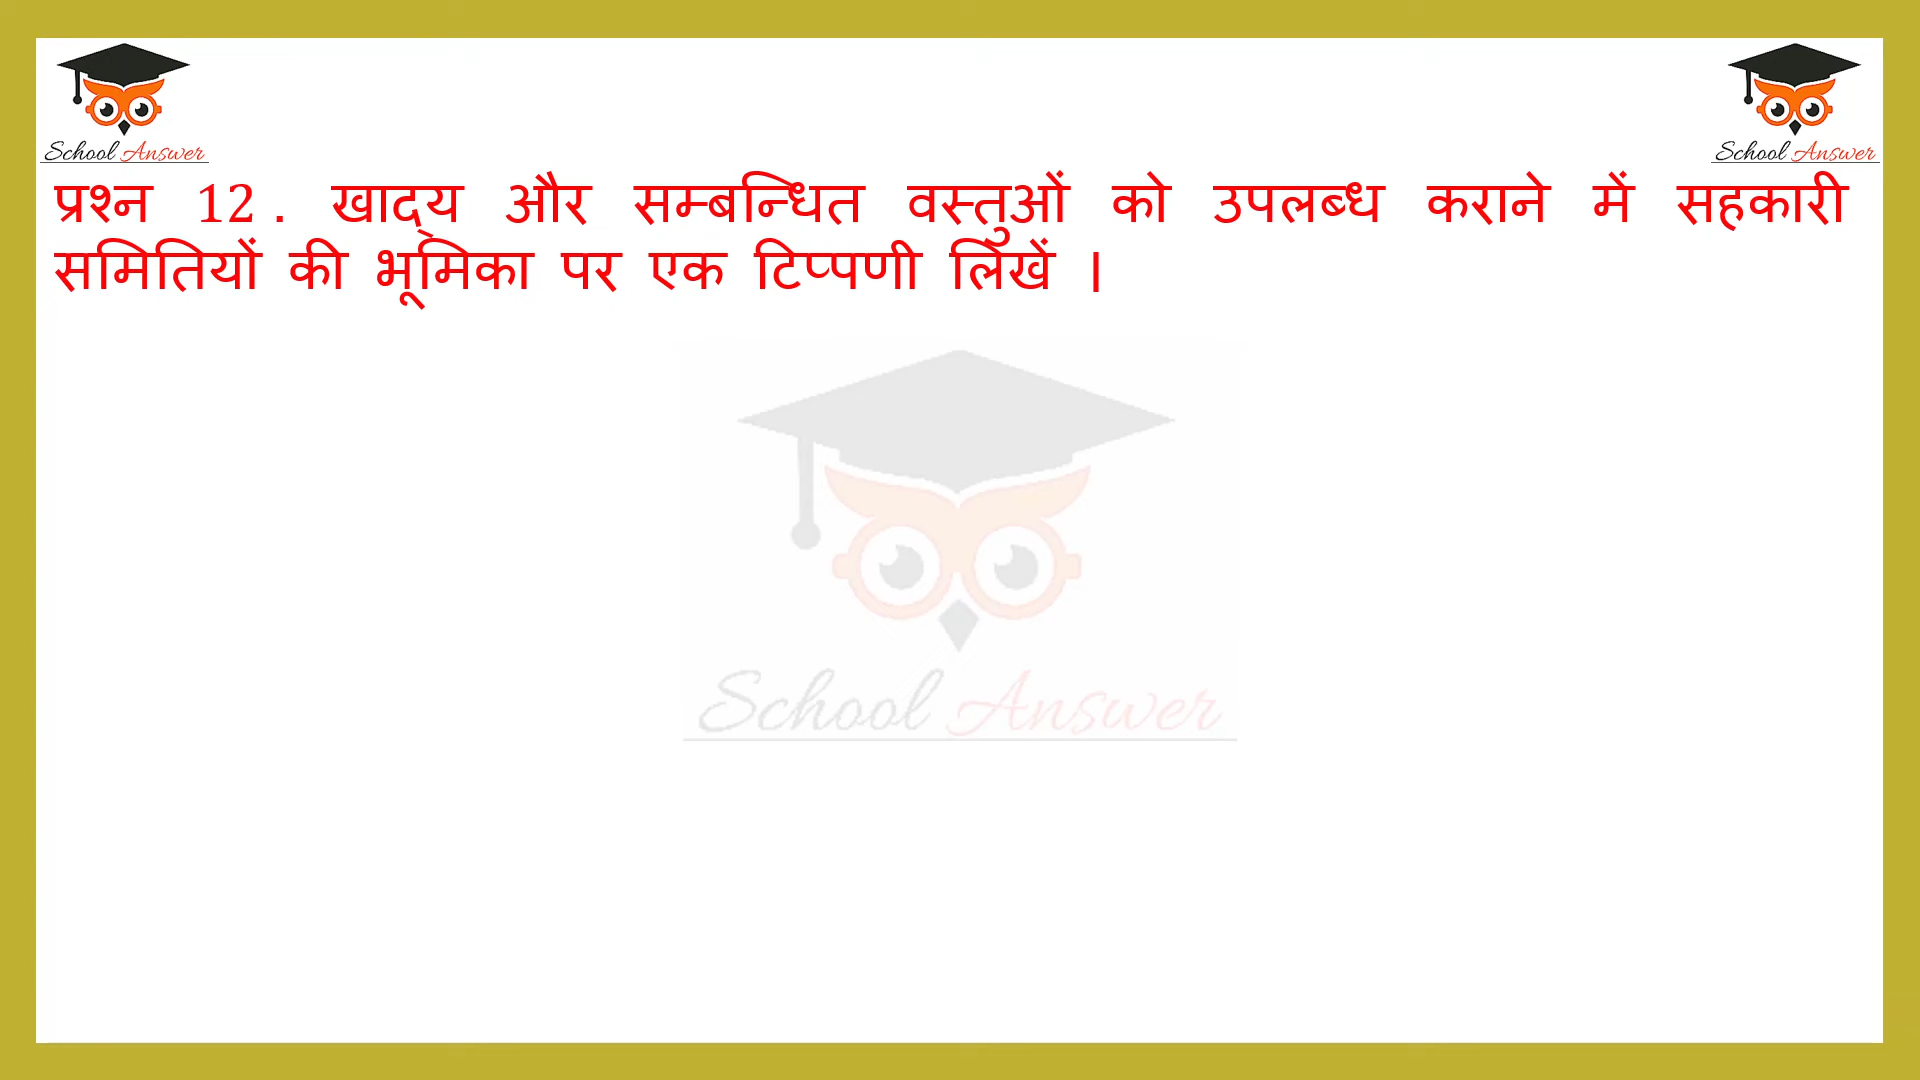 School Answer
School Answer
प्रश्न 12 . खाद्य और सम्बन्धित वस्तुओं को उपलब्ध कराने में सहकारी
समितियों की भूमिका पर एक टिप्पणी लिखें ।
School Answer